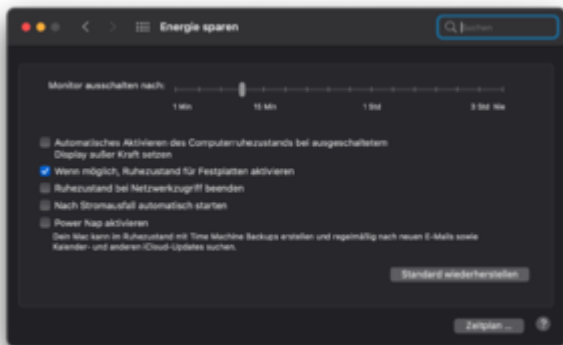 Energie sparen
Suchen
Monitor ausschalten nach:
1 Min 15 Min 1 Std 3 Std Nie
Automatisches Aktivieren des Computerruhezustands bei ausgeschaltetem
Display außer Kraft setzen
Wenn möglich, Ruhezustand für Festplatten aktivieren
Ruhezustand bei Netzwerkzugriff beenden
Nach Stromausfall automatisch starten
Power Nap aktivieren
Dein Mac kann im Ruhezustand mit Time Machine Backups erstellen und regelmäßig nach neuen E-Mails sowie
Kalender- und anderen iCloud-Updates suchen.
Standard wiederherstellen
Zeitplan ...
?